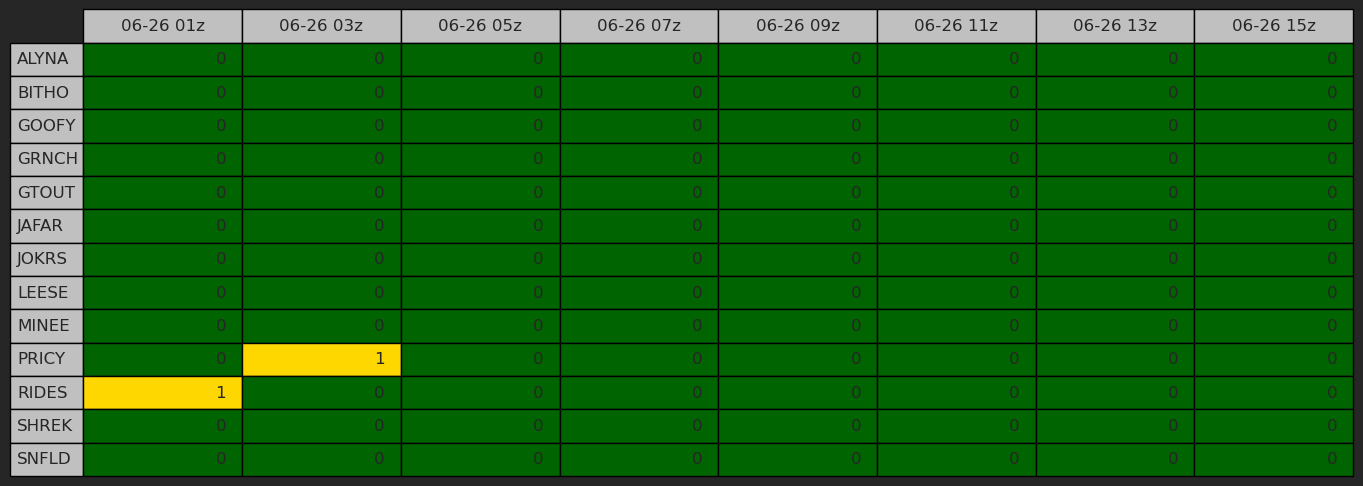 06-26 01z 06-26 03z 06-26 05z 06-26 07z 06-26 09z 06-26 11z 06-26 13z 06-26 15z
ALYNA 0 0 0 0 0 0 0 0
BITHO 0 0 0 0 0 0 0 0
GOOFY 0 0 0 0 0 0 0 0
GRNCH 0 0 0 0 0 0 0 0
GTOUT 0 0 0 0 0 0 0 0
JAFAR 0 0 0 0 0 0 0 0
JOKRS 0 0 0 0 0 0 0 0
LEESE 0 0 0 0 0 0 0 0
MINEE 0 0 0 0 0 0 0 0
PRICY 0 1 0 0 0 0 0 0
RIDES 1 0 0 0 0 0 0 0
SHREK 0 0 0 0 0 0 0 0
SNFLD 0 0 0 0 0 0 0 0